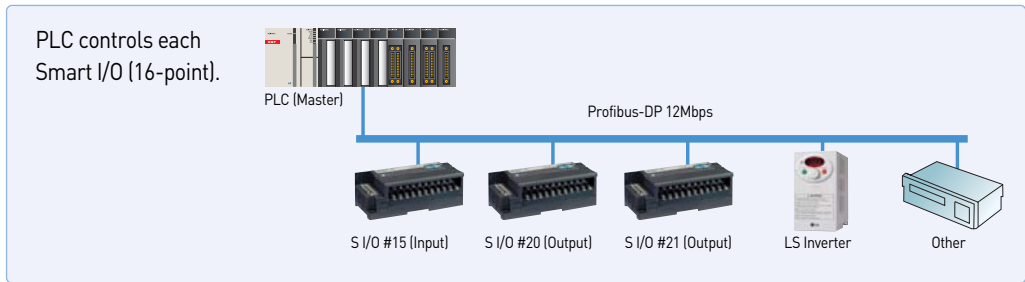 PLC controls each
Smart I/O (16-point).
PLC (Master)
Profibus-DP 12Mbps
S I/O #15 (Input)
S I/O #20 (Output)
S I/O #21 (Output)
LS Inverter
Other